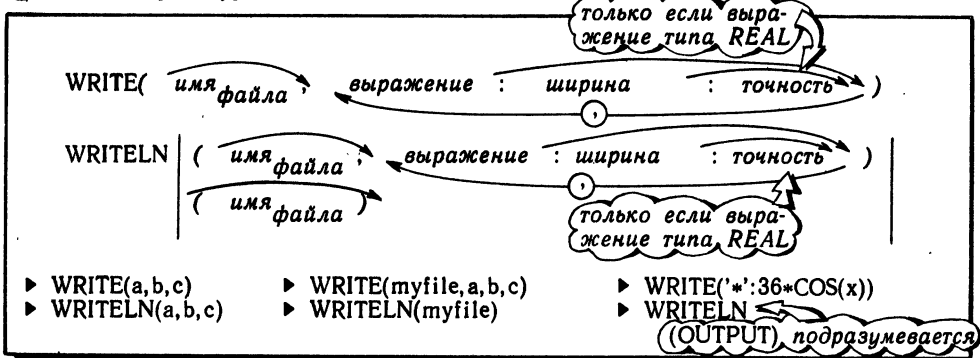 только если выра-
жение типа REAL
WRITE( имя файла , выражение : ширина : точность )
,
WRITELN ( имя файла , выражение : ширина : точность )
( имя файла )
,
только если выра-
жение типа REAL
▶ WRITE(a,b,c) ▶ WRITE(myfile,a,b,c) ▶ WRITE('*':36*COS(x))
▶ WRITELN(a,b,c) ▶ WRITELN(myfile) ▶ WRITELN
(OUTPUT) подразумевается